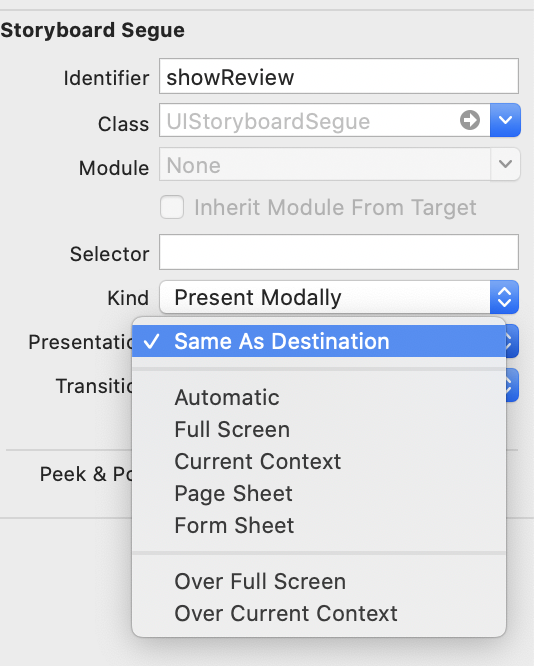 Storyboard Segue
Identifier showReview
Class UIStoryboardSegue
Module None
Inherit Module From Target
Selector
Kind Present Modally
Presentatio Same As Destination
Transitio
Automatic
Full Screen
Current Context
Peek & Po
Page Sheet
Form Sheet
Over Full Screen
Over Current Context